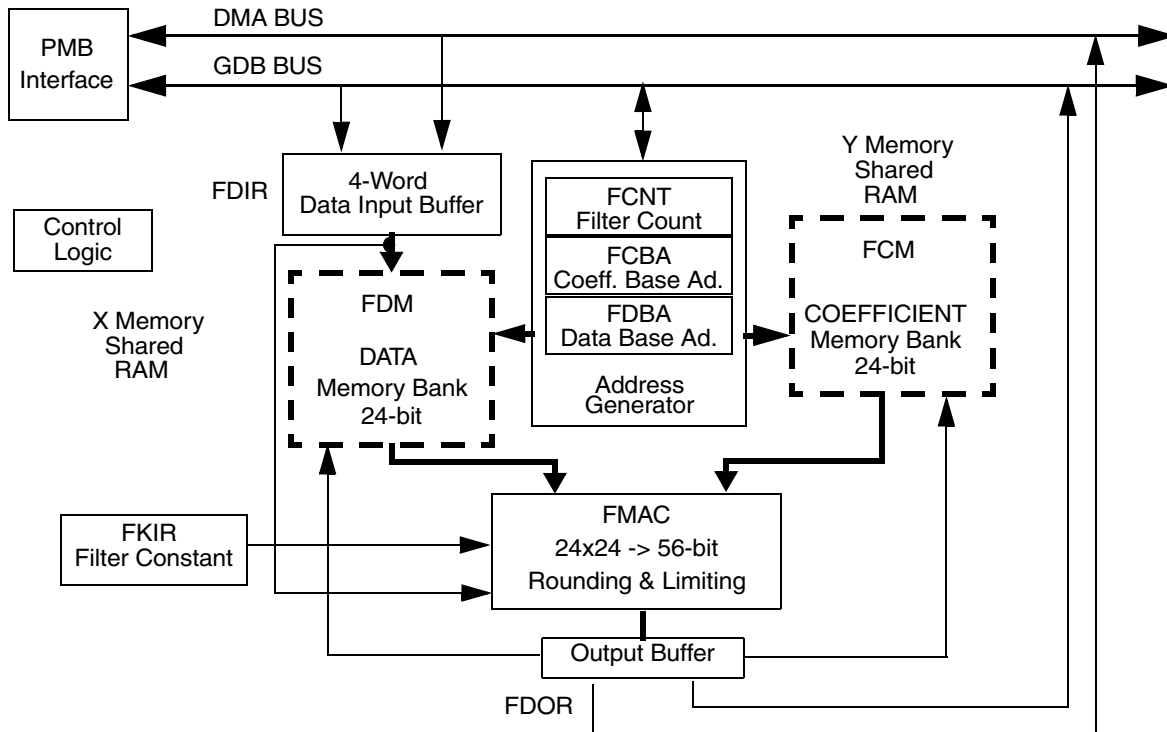 DMA BUS
PMB
Interface
GDB BUS
Y Memory
Shared
RAM
FDIR
4-Word
Data Input Buffer
FCNT
Filter Count
FCBA
Coeff. Base Ad.
FDBA
Data Base Ad.
Address
Generator
Control
Logic
FCM
COEFFICIENT
Memory Bank
24-bit
X Memory
Shared
RAM
FDM
DATA
Memory Bank
24-bit
FKIR
Filter Constant
FMAC
24x24 -> 56-bit
Rounding & Limiting
Output Buffer
FDOR